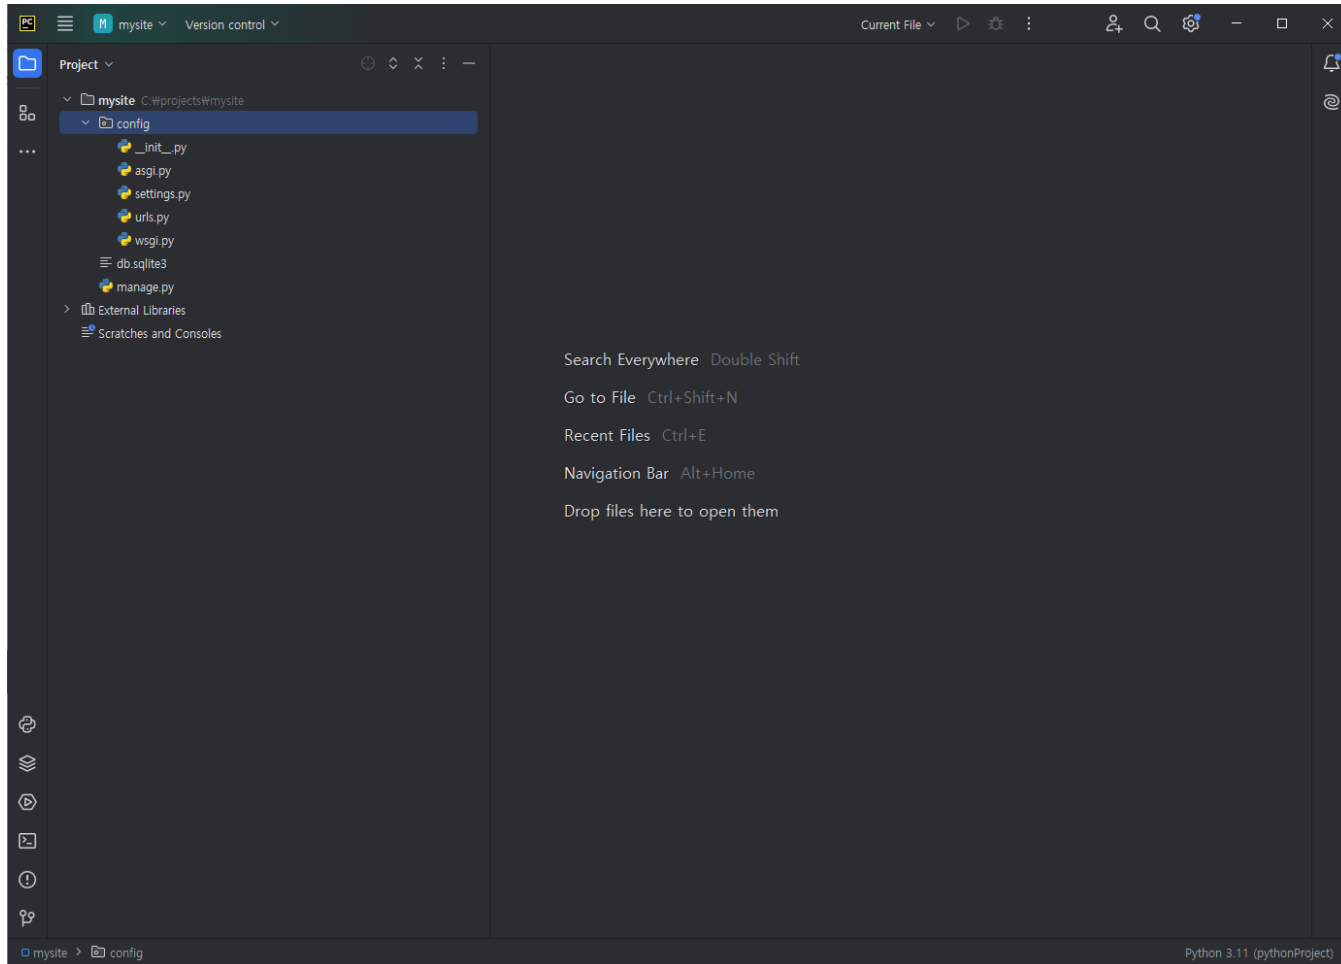 PC M mysite Version control Current File
Project
mysite C:₩projects₩mysite
config
__init__.py
asgi.py
settings.py
urls.py
wsgi.py
db.sqlite3
manage.py
External Libraries
Scratches and Consoles
Search Everywhere Double Shift
Go to File Ctrl+Shift+N
Recent Files Ctrl+E
Navigation Bar Alt+Home
Drop files here to open them
mysite > config Python 3.11 (pythonProject)